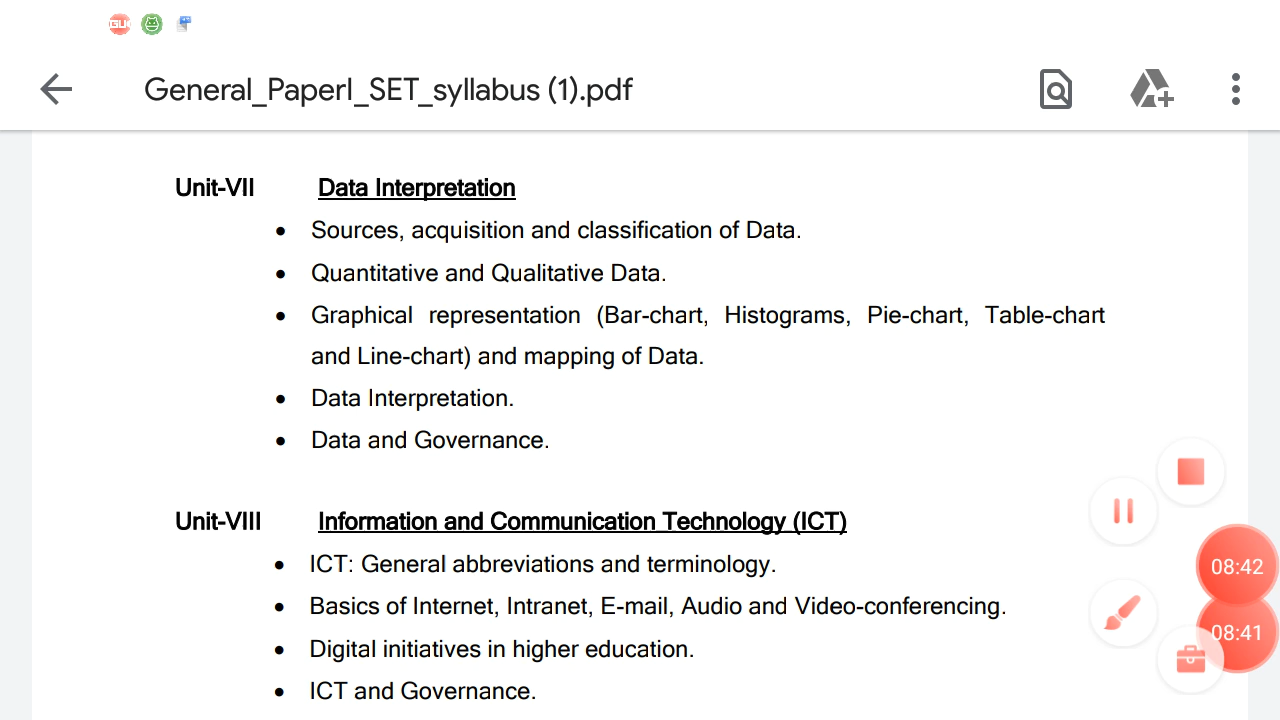 General_PaperI_SET_syllabus (1).pdf
Unit-VII Data Interpretation
• Sources, acquisition and classification of Data.
• Quantitative and Qualitative Data.
• Graphical representation (Bar-chart, Histograms, Pie-chart, Table-chart
and Line-chart) and mapping of Data.
• Data Interpretation.
• Data and Governance.
Unit-VIII Information and Communication Technology (ICT)
• ICT: General abbreviations and terminology.
• Basics of Internet, Intranet, E-mail, Audio and Video-conferencing.
08:42
08:41
• Digital initiatives in higher education.
• ICT and Governance.